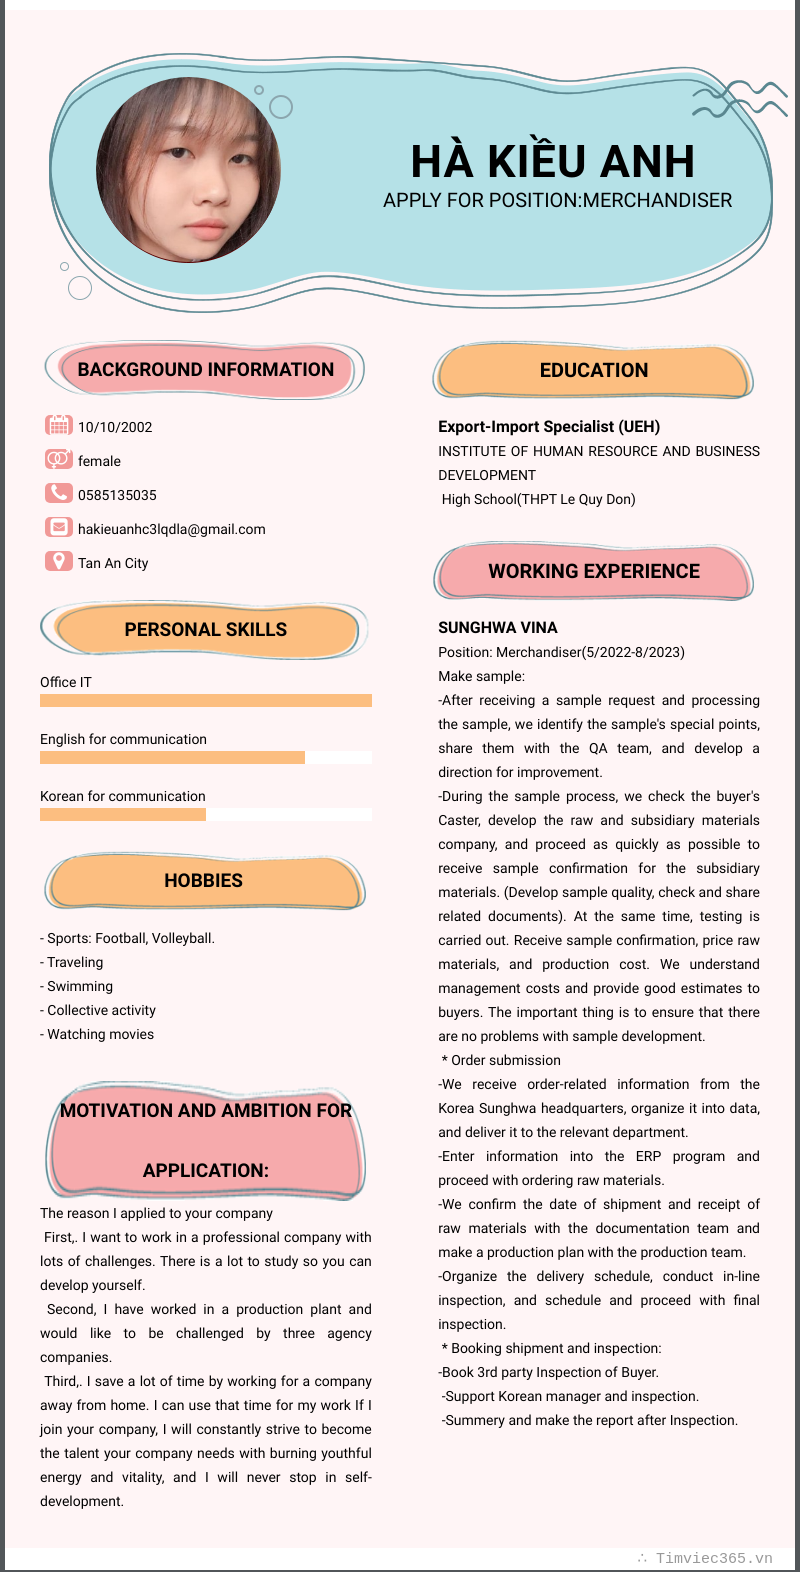 HÀ KIỀU ANH
APPLY FOR POSITION:MERCHANDISER
BACKGROUND INFORMATION
10/10/2002
female
0585135035
hakieuanhc3lqdla@gmail.com
Tan An City
PERSONAL SKILLS
Office IT
English for communication
Korean for communication
HOBBIES
- Sports: Football, Volleyball.
- Traveling
- Swimming
- Collective activity
- Watching movies
MOTIVATION AND AMBITION FOR
APPLICATION:
The reason I applied to your company
First,. I want to work in a professional company with
lots of challenges. There is a lot to study so you can
develop yourself.
Second, I have worked in a production plant and
would like to be challenged by three agency
companies.
Third,. I save a lot of time by working for a company
away from home. I can use that time for my work If I
join your company, I will constantly strive to become
the talent your company needs with burning youthful
energy and vitality, and I will never stop in self-
development.
EDUCATION
Export-Import Specialist (UEH)
INSTITUTE OF HUMAN RESOURCE AND BUSINESS
DEVELOPMENT
High School(THPT Le Quy Don)
WORKING EXPERIENCE
SUNGHWA VINA
Position: Merchandiser(5/2022-8/2023)
Make sample:
-After receiving a sample request and processing
the sample, we identify the sample's special points,
share them with the QA team, and develop a
direction for improvement.
-During the sample process, we check the buyer's
Caster, develop the raw and subsidiary materials
company, and proceed as quickly as possible to
receive sample confirmation for the subsidiary
materials. (Develop sample quality, check and share
related documents). At the same time, testing is
carried out. Receive sample confirmation, price raw
materials, and production cost. We understand
management costs and provide good estimates to
buyers. The important thing is to ensure that there
are no problems with sample development.
* Order submission
-We receive order-related information from the
Korea Sunghwa headquarters, organize it into data,
and deliver it to the relevant department.
-Enter information into the ERP program and
proceed with ordering raw materials.
-We confirm the date of shipment and receipt of
raw materials with the documentation team and
make a production plan with the production team.
-Organize the delivery schedule, conduct in-line
inspection, and schedule and proceed with final
inspection.
* Booking shipment and inspection:
-Book 3rd party Inspection of Buyer.
-Support Korean manager and inspection.
-Summery and make the report after Inspection.
∴ Timviec365.vn